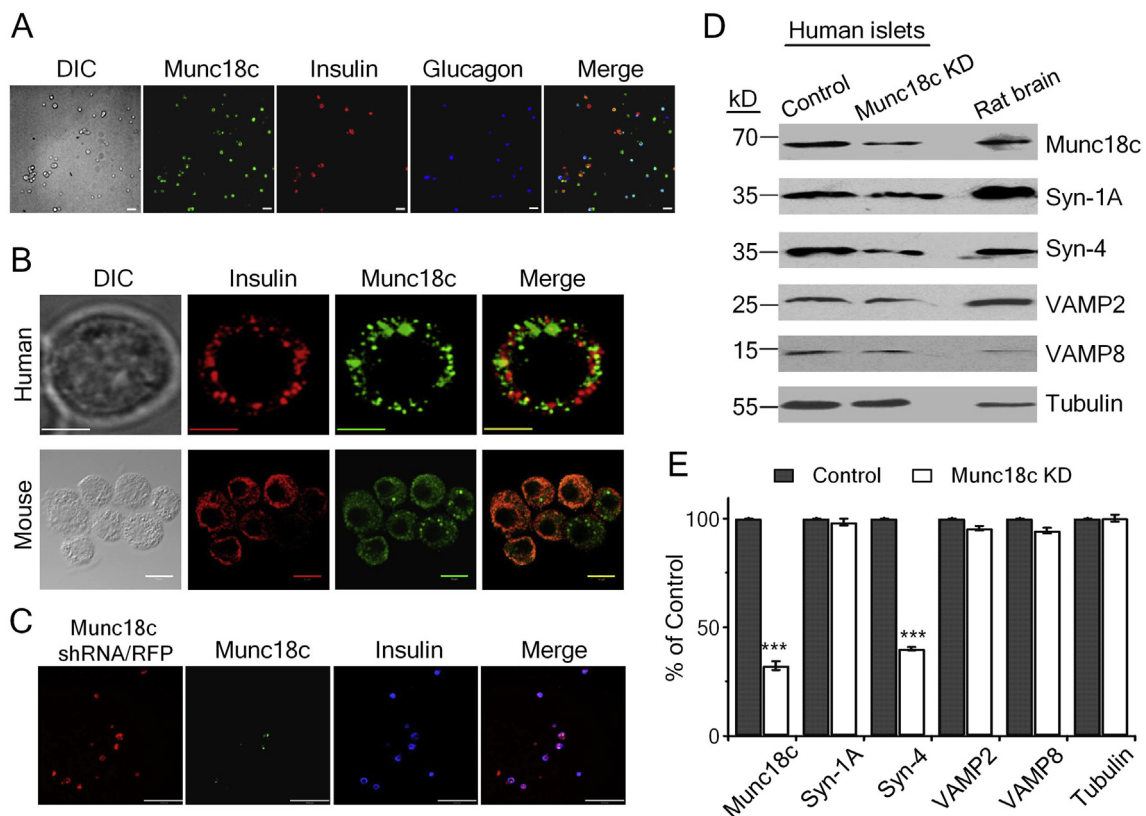 A
DIC Munc18c Insulin Glucagon Merge
B
DIC Insulin Munc18c Merge
Human
Mouse
C
Munc18c
shRNA/RFP Munc18c Insulin Merge
D
Human islets
kD Control Munc18c KD Rat brain
70 Munc18c
35 Syn-1A
35 Syn-4
25 VAMP2
15 VAMP8
55 Tubulin
E
Control Munc18c KD
% of Control
100
50
0
*** ***
Munc18c Syn-1A Syn-4 VAMP2 VAMP8 Tubulin